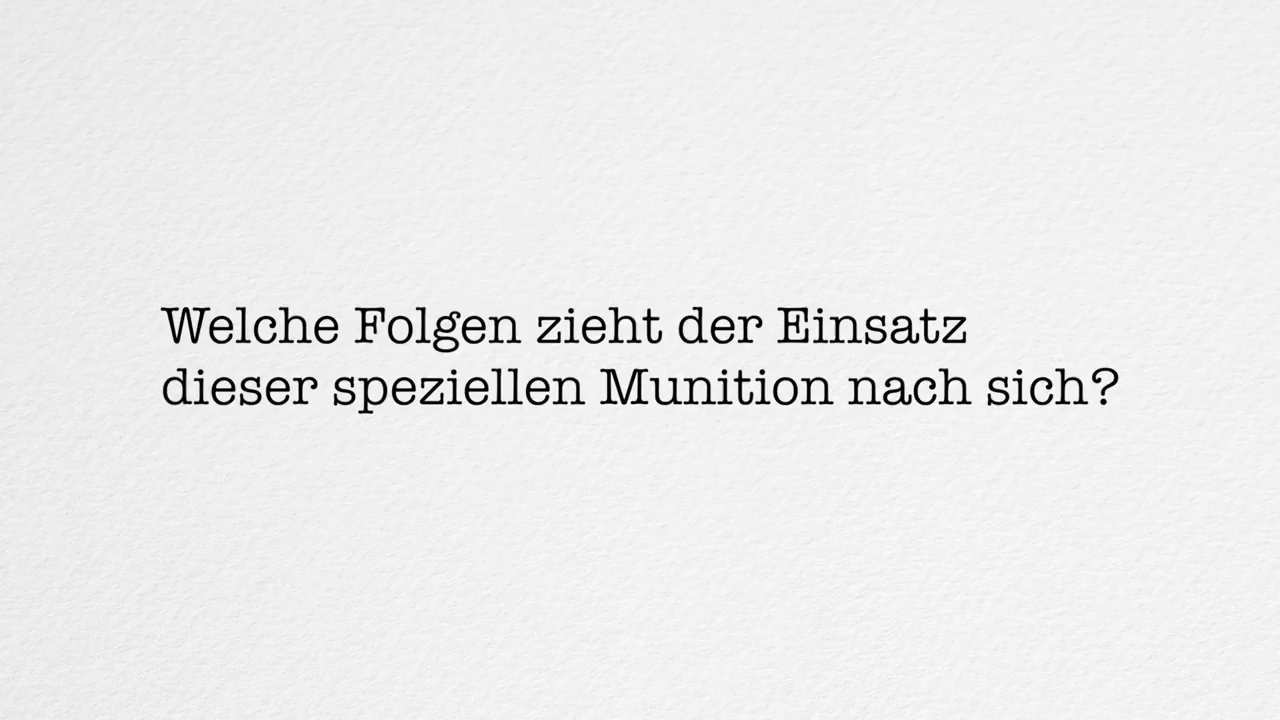 Welche Folgen zieht der Einsatz
dieser speziellen Munition nach sich?